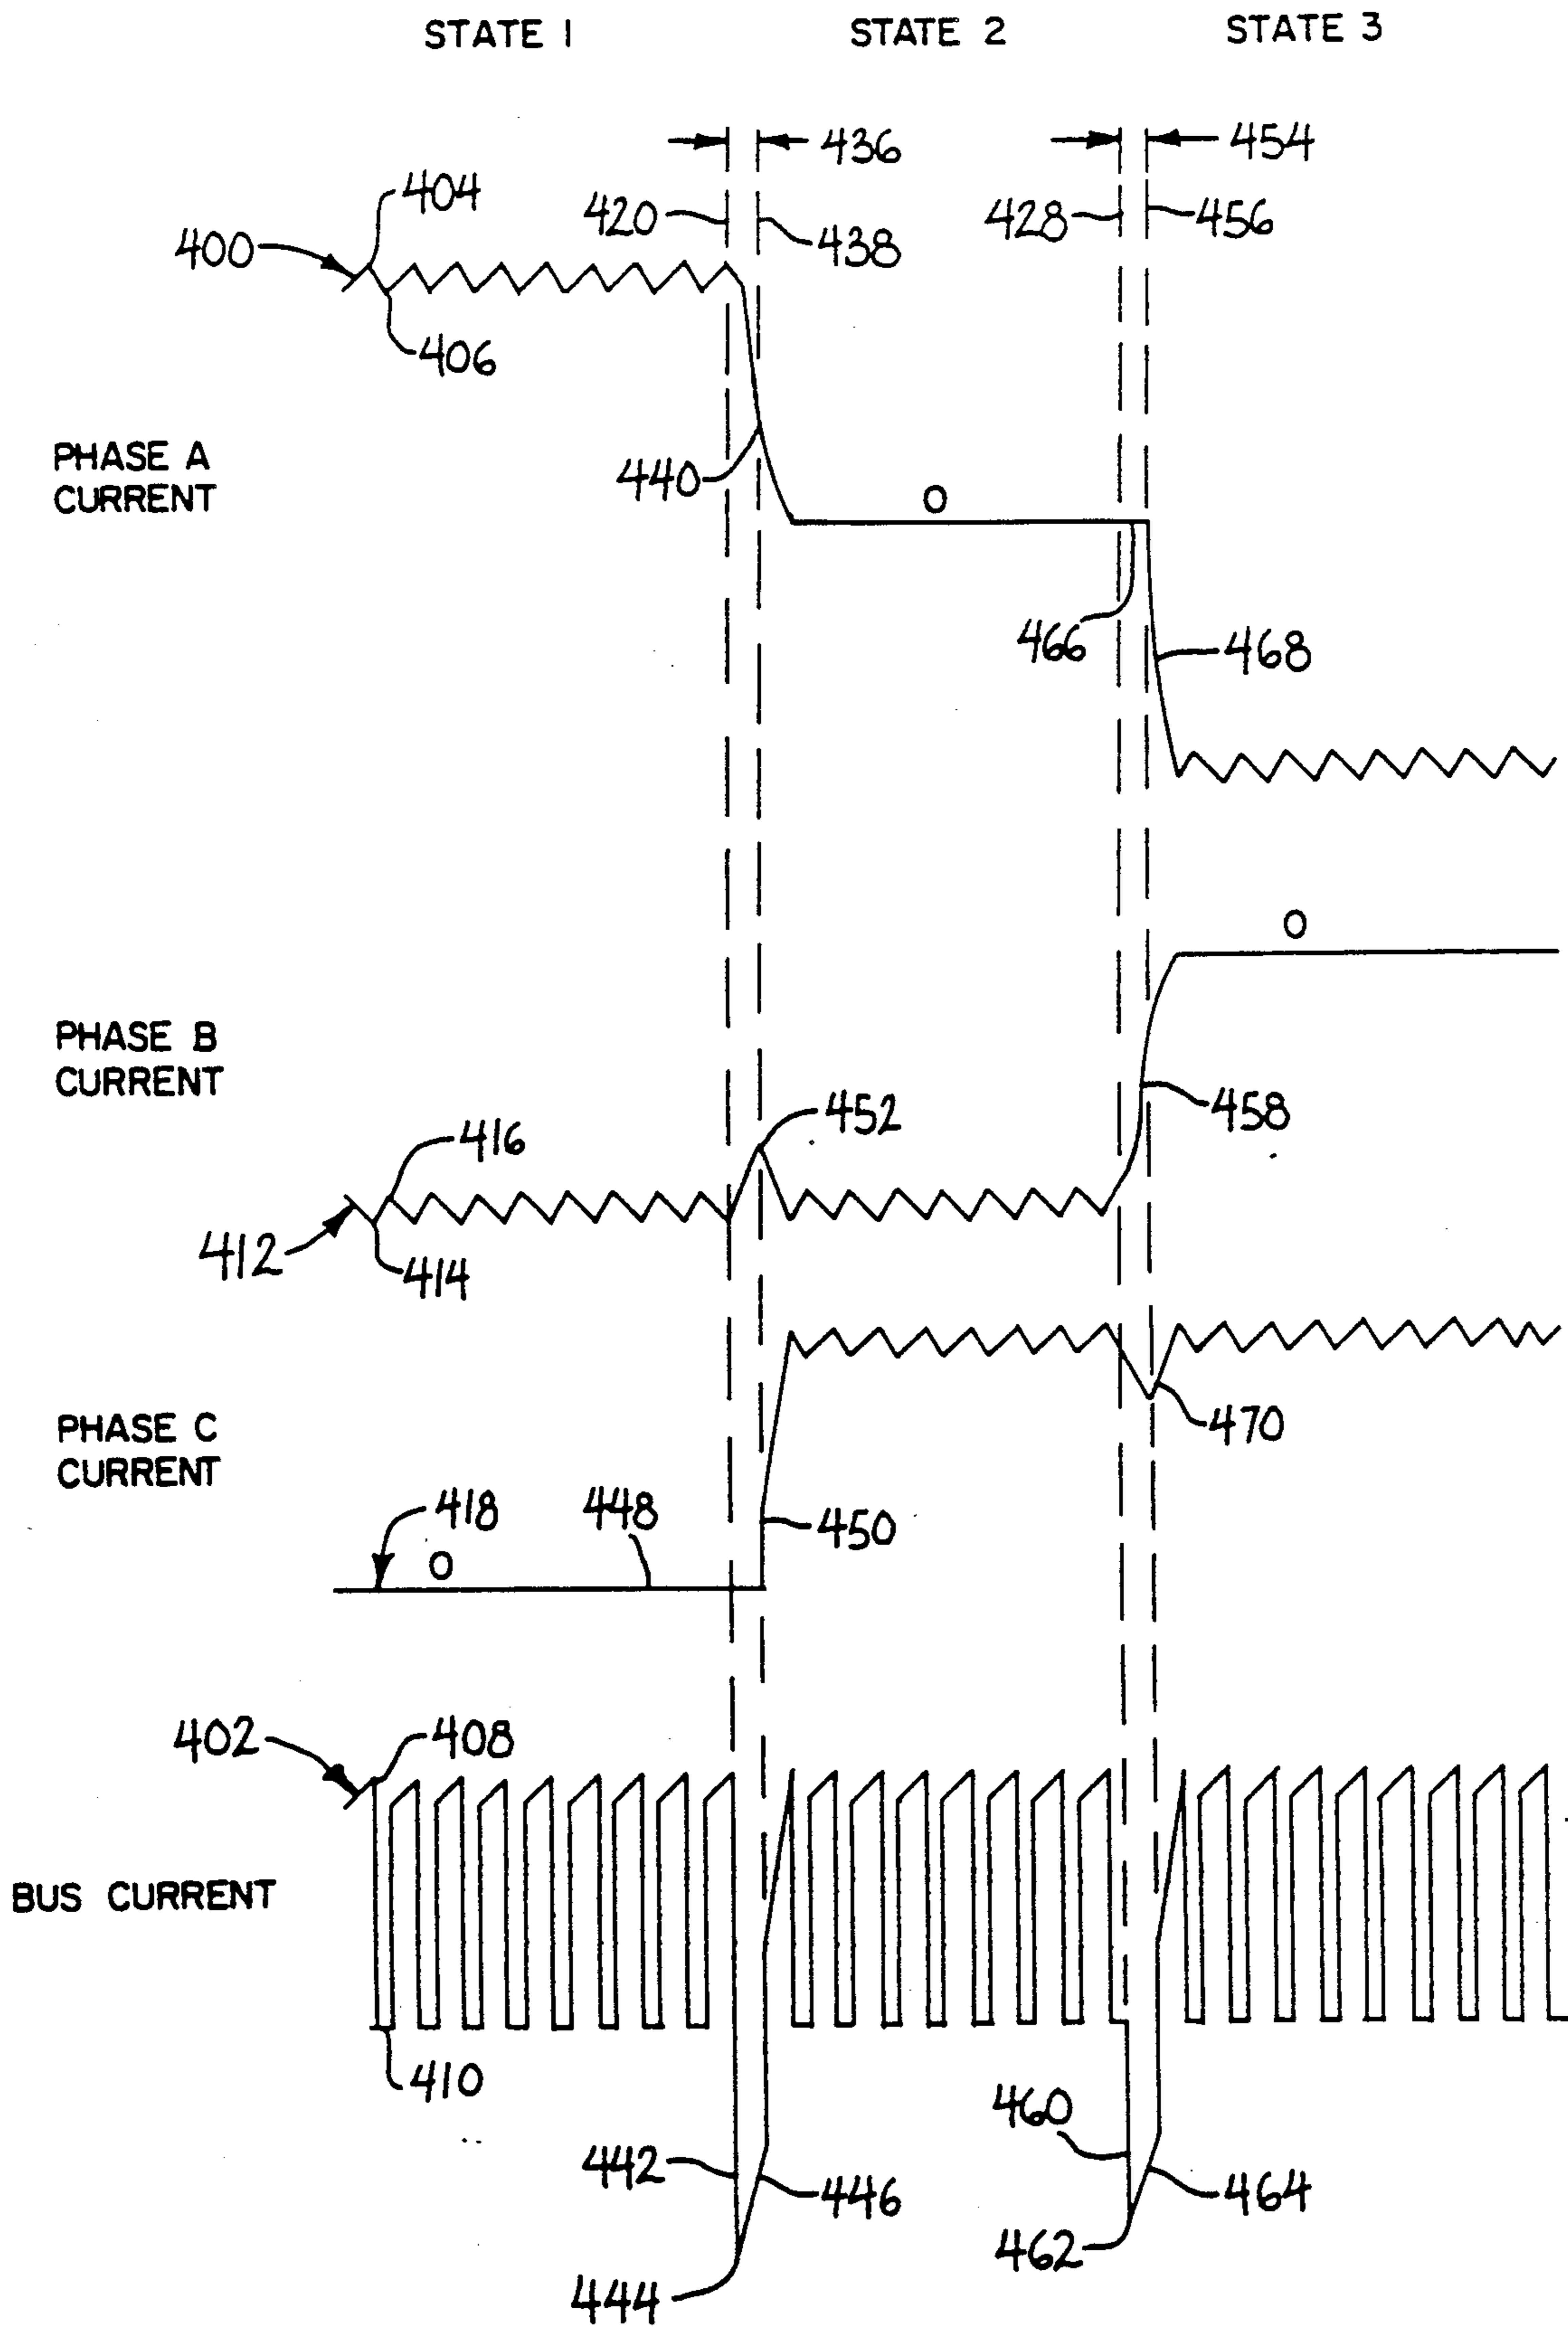 STATE 1 STATE 2 STATE 3
436 454
404 420 428 456
400 438
406
PHASE A
CURRENT
440 0
466 468
0
PHASE B
CURRENT
452 458
416
412 414
PHASE C
CURRENT
470
418 448 450
0
402 408
BUS CURRENT
410 460
442 446 464
462
444